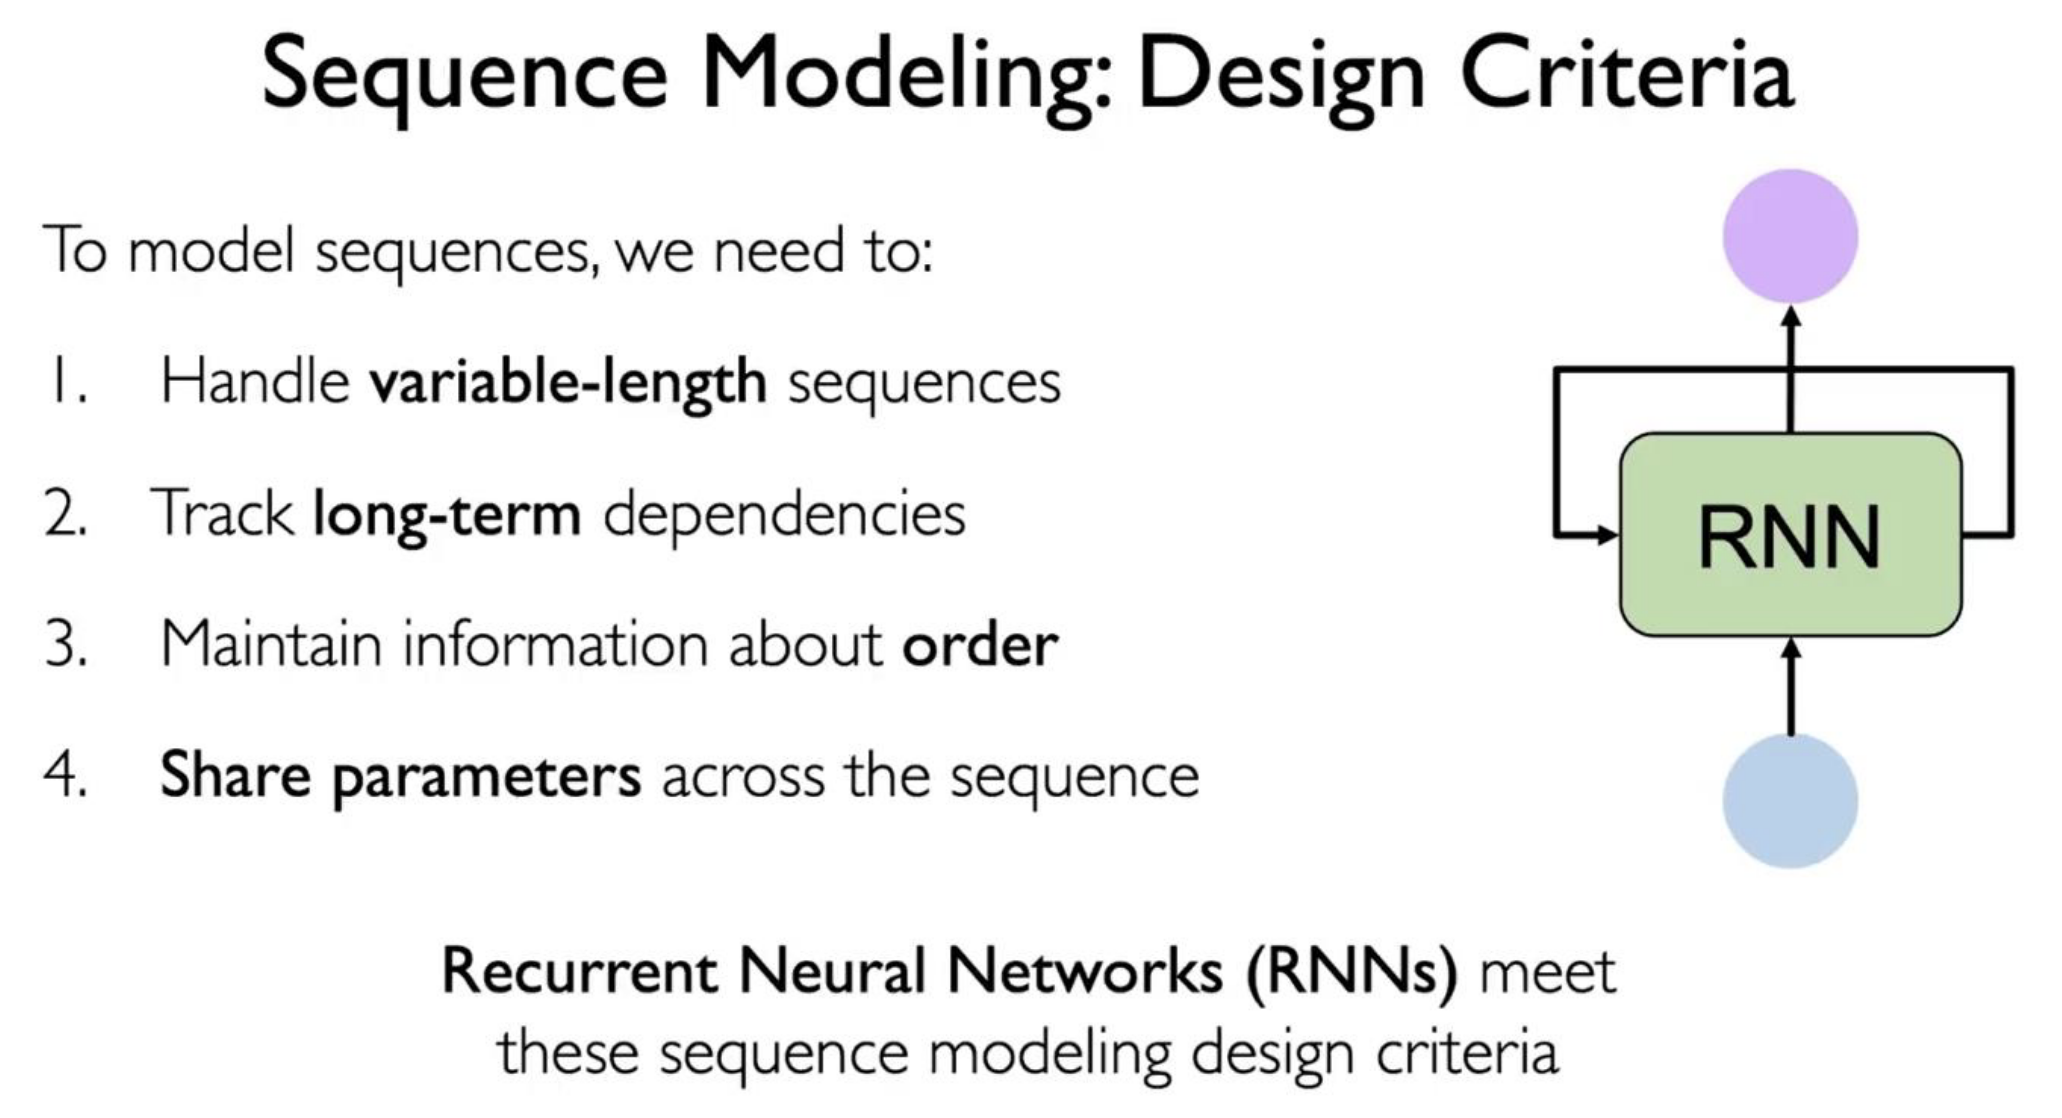 Sequence Modeling: Design Criteria
To model sequences, we need to:
1. Handle variable-length sequences
2. Track long-term dependencies
3. Maintain information about order
4. Share parameters across the sequence
RNN
Recurrent Neural Networks (RNNs) meet
these sequence modeling design criteria